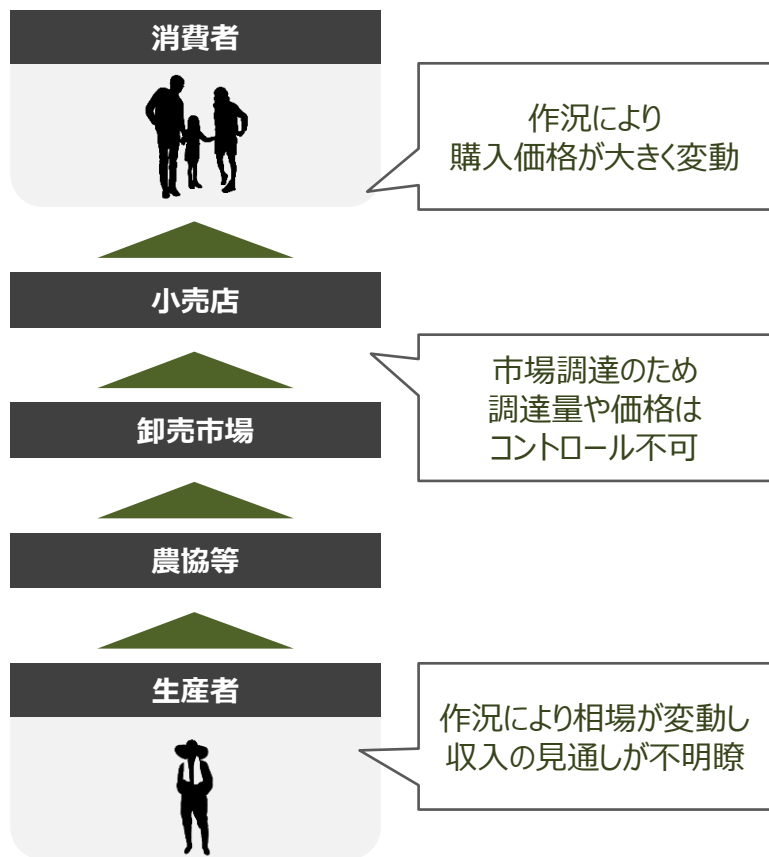 消費者
作況により
購入価格が大きく変動
小売店
市場調達のため
調達量や価格は
コントロール不可
卸売市場
農協等
生産者
作況により相場が変動し
収入の見通しが不明瞭